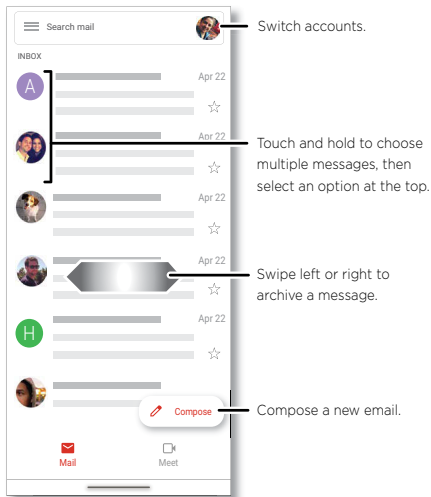 Search mail
Switch accounts.
INBOX
A
Apr 22
Apr 22
Touch and hold to choose
multiple messages, then
select an option at the top.
Apr 22
Apr 22
Swipe left or right to
archive a message.
H
Apr 22
Compose
Compose a new email.
Mail
Meet